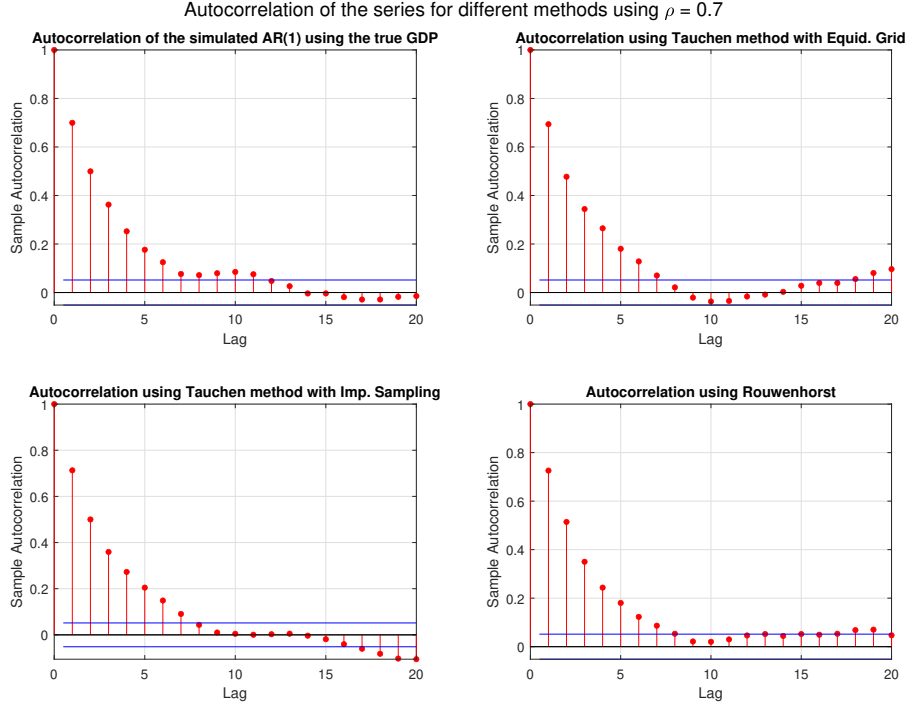 Autocorrelation of the series for different methods using ρ = 0.7
Autocorrelation of the simulated AR(1) using the true GDP
Sample Autocorrelation
1
0.8
0.6
0.4
0.2
0
0 5 10 15 20
Lag
Autocorrelation using Tauchen method with Equid. Grid
Sample Autocorrelation
1
0.8
0.6
0.4
0.2
0
0 5 10 15 20
Lag
Autocorrelation using Tauchen method with Imp. Sampling
Sample Autocorrelation
1
0.8
0.6
0.4
0.2
0
0 5 10 15 20
Lag
Autocorrelation using Rouwenhorst
Sample Autocorrelation
1
0.8
0.6
0.4
0.2
0
0 5 10 15 20
Lag